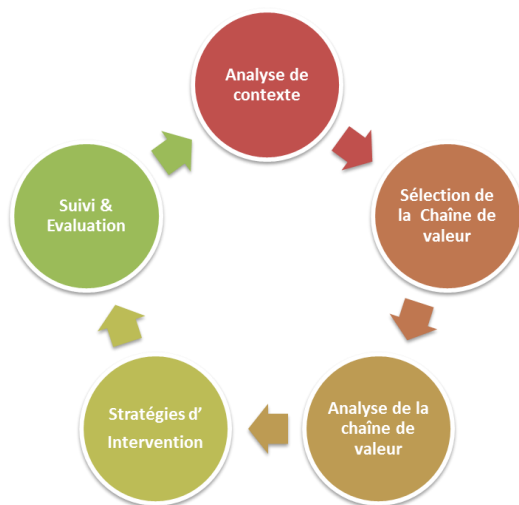 Analyse de
contexte
Sélection de
la Chaîne de
valeur
Analyse de la
chaîne de
valeur
Stratégies d'
Intervention
Suivi &
Evaluation